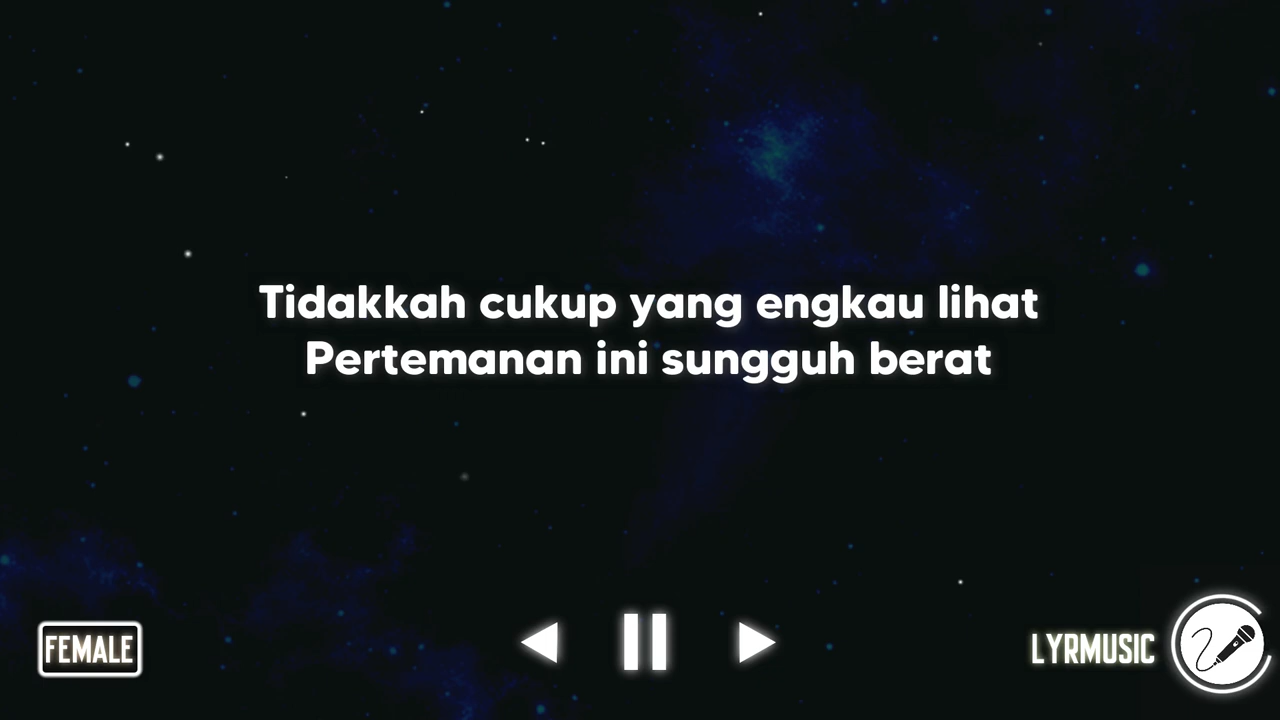 Tidakkah cukup yang engkau lihat
Pertemanan ini sungguh berat
FEMALE
LYRMUSIC